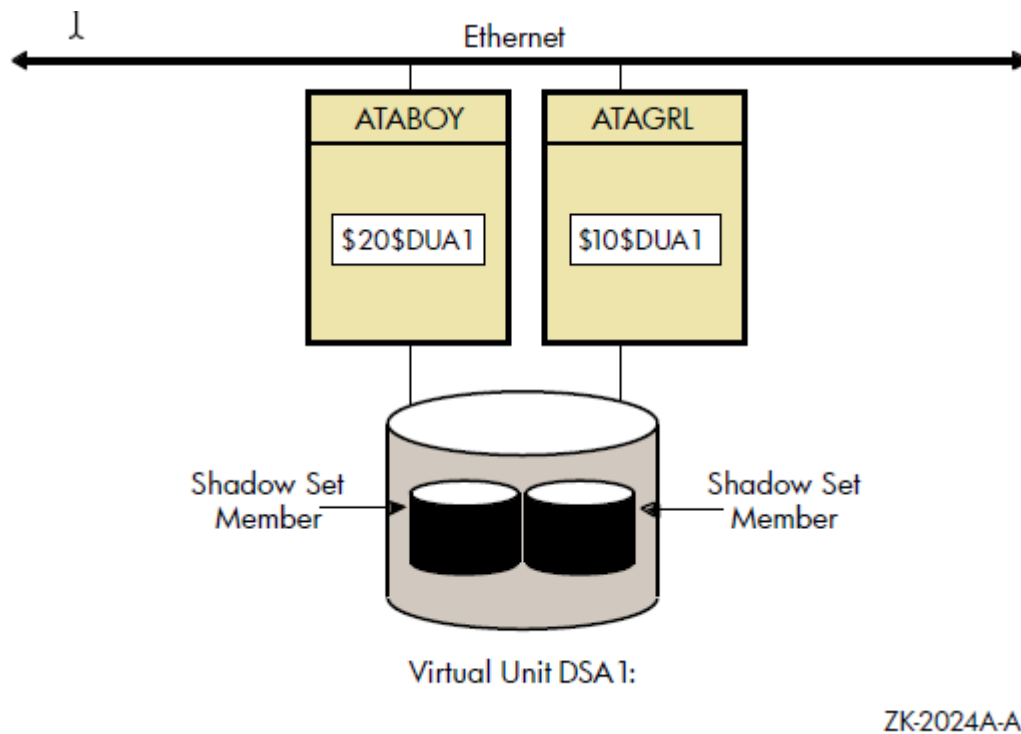 Ethernet
ATABOY
ATAGRL
$20$DUA1
$10$DUA1
Shadow Set
Member
Shadow Set
Member
Virtual Unit DSA1:
ZK-2024A-A